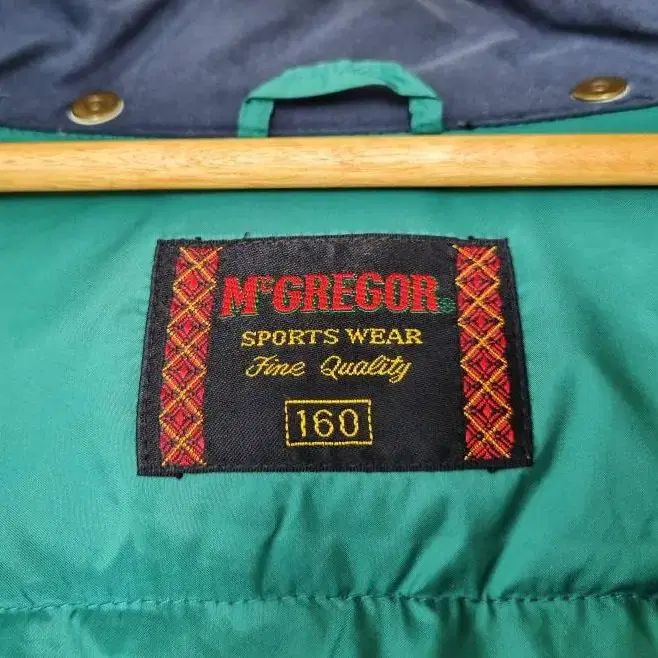 McGREGOR
SPORTS WEAR
Fine Quality
160